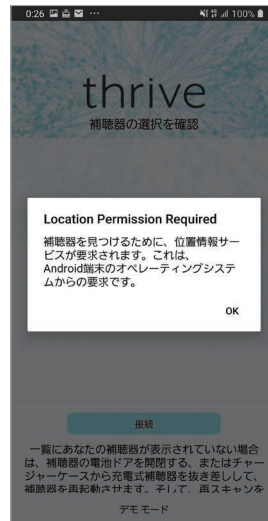 0:26 ... 100%
thrive
補聴器の選択を確認
Location Permission Required
補聴器を見つけるために、位置情報サー
ビスが要求されます。これは、
Android端末のオペレーティングシステ
ムからの要求です。
OK
接続
一覧にあなたの補聴器が表示されていない場合
は、補聴器の電池ドアを開閉する、またはチャー
ジャーケースから充電式補聴器を抜き差しして、
補聴器を再起動させます。そして、再スキャンを
デモ モード